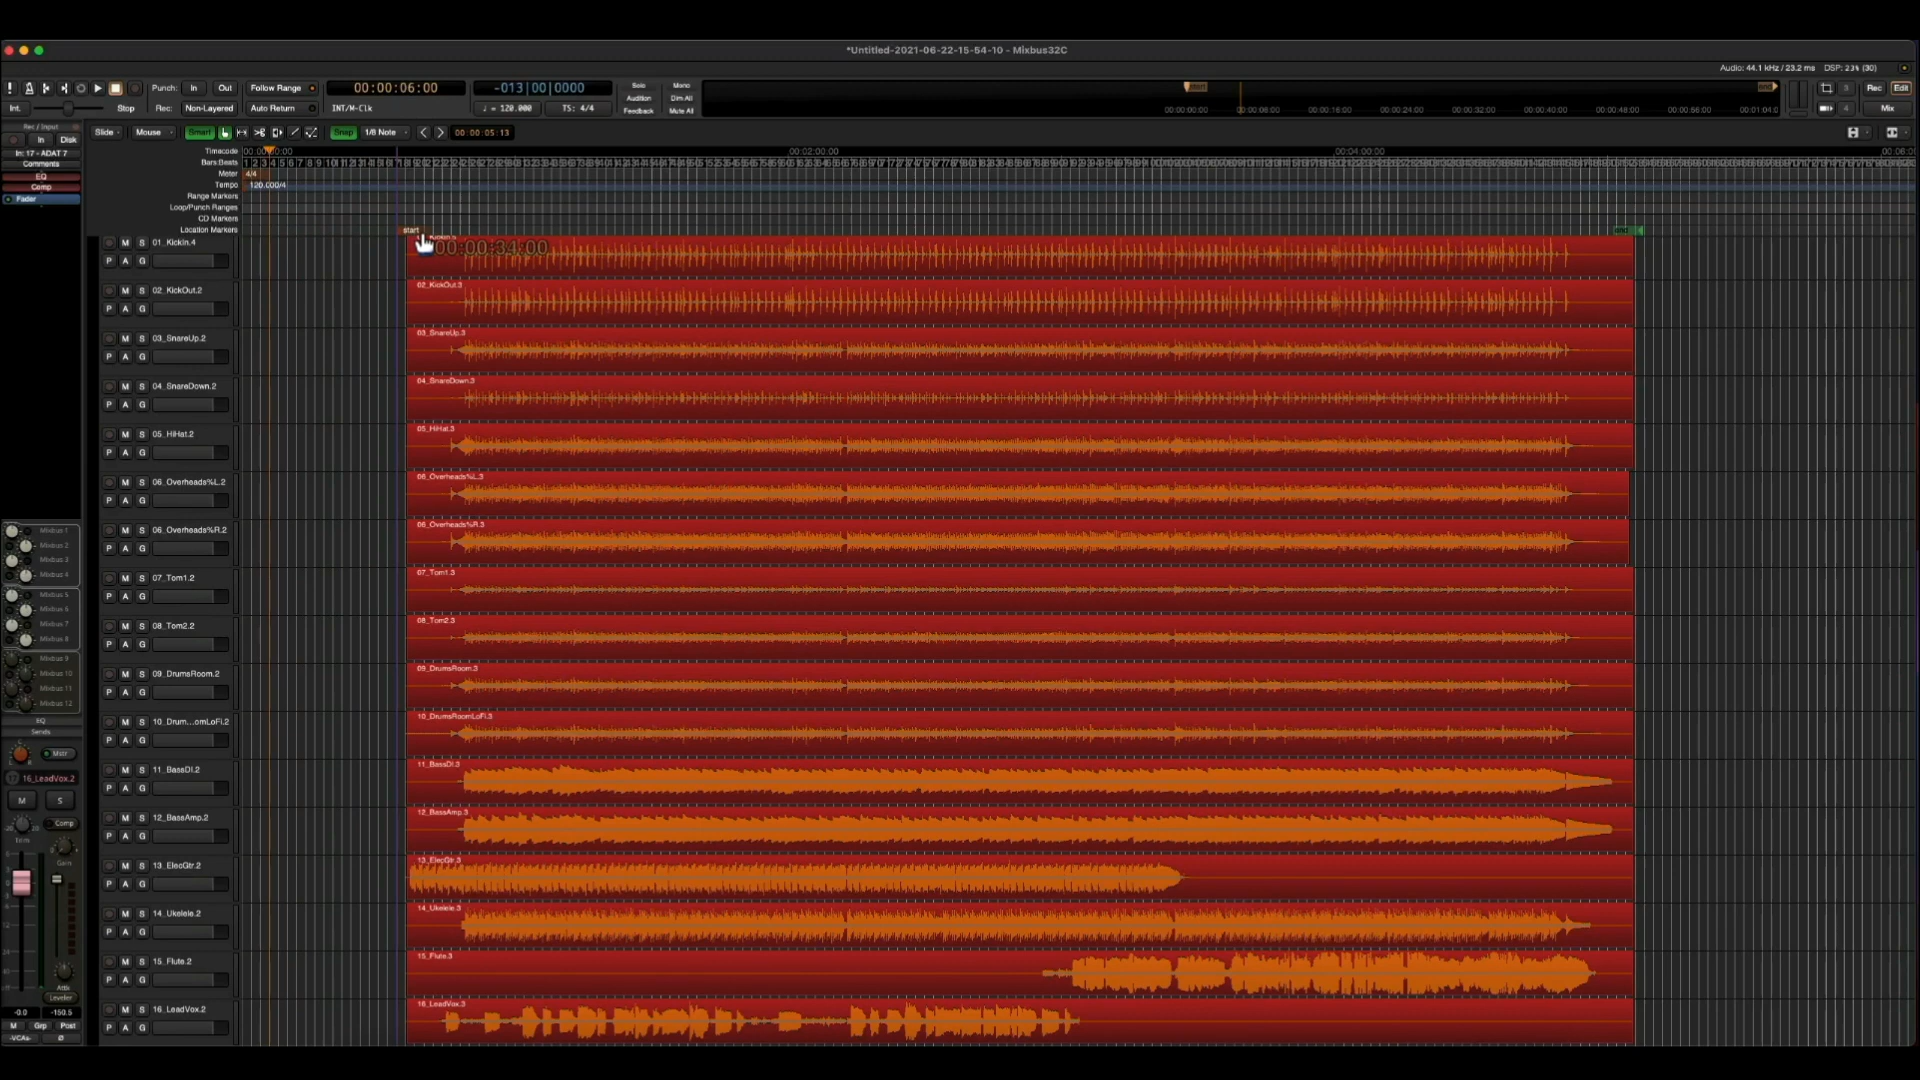 *Untitled-2021-06-22-15-54-10 - Mixbus32C
Audio: 44.1 kHz / 23.2 ms DSP: 23% (30)
Punch: In Out Follow Range 00:00:06:00 -013|00|0000 Solo Mono
Audition Dim All Rec Edit
Int. Stop Rec: Non-Layered Auto Return INT/M-Clk ♩ = 120.000 TS: 4/4 Feedback Mute All 00:00:00:00 00:00:08:00 00:00:16:00 00:00:24:00 00:00:32:00 00:00:40:00 00:00:48:00 00:00:56:00 00:01:04:0 Mix
Rec / Input
Slide Mouse Smart Snap 1/8 Note 00:00:05:13
In Disk
In: 17 - ADAT 7
Comments
EQ
Comp
Fader
Timecode 00:02:00:00 00:04:00:00
Bars:Beats
Meter 4/4
Tempo 120.000/4
Range Markers
Loop/Punch Ranges
CD Markers
Location Markers start end
00:00:34:00
M S 01_KickIn.4
P A G
M S 02_KickOut.2 02_KickOut.3
P A G
M S 03_SnareUp.2 03_SnareUp.3
P A G
M S 04_SnareDown.2 04_SnareDown.3
P A G
M S 05_HiHat.2 05_HiHat.3
P A G
M S 06_Overheads%L.2 06_Overheads%L.3
P A G
M S 06_Overheads%R.2 06_Overheads%R.3
P A G
M S 07_Tom1.2 07_Tom1.3
P A G
M S 08_Tom2.2 08_Tom2.3
P A G
M S 09_DrumsRoom.2 09_DrumsRoom.3
P A G
M S 10_Drum...omLoFi.2 10_DrumsRoomLoFi.3
P A G
M S 11_BassDI.2 11_BassDI.3
P A G
M S 12_BassAmp.2 12_BassAmp.3
P A G
M S 13_ElecGtr.2 13_ElecGtr.3
P A G
M S 14_Ukelele.2 14_Ukelele.3
P A G
M S 15_Flute.2 15_Flute.3
P A G
M S 16_LeadVox.2 16_LeadVox.3
P A G
Mixbus 1
Mixbus 2
Mixbus 3
Mixbus 4
Mixbus 5
Mixbus 6
Mixbus 7
Mixbus 8
Mixbus 9
Mixbus 10
Mixbus 11
Mixbus 12
EQ
Sends
Mstr
16_LeadVox.2
M S
Comp
Trim
Gain
Attk
Leveler
-0.0 -150.5
M Grp Post
-VCAs- Ø